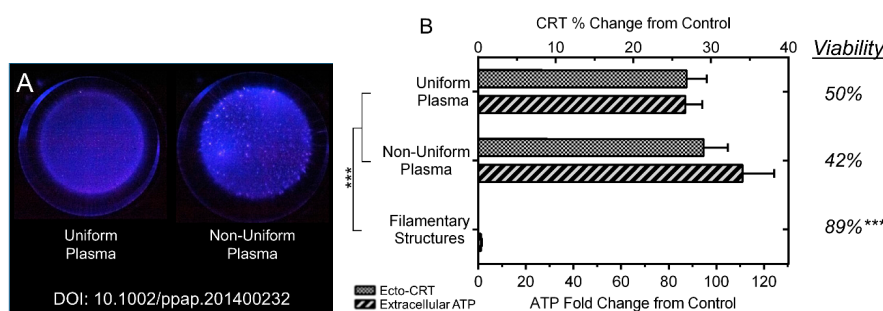 A
Uniform
Plasma
Non-Uniform
Plasma
DOI: 10.1002/ppap.201400232
B
CRT % Change from Control
0 10 20 30 40
Viability
Uniform
Plasma
50%
Non-Uniform
Plasma
42%
***
Filamentary
Structures
89%***
0 20 40 60 80 100 120
Ecto-CRT
Extracellular ATP
ATP Fold Change from Control